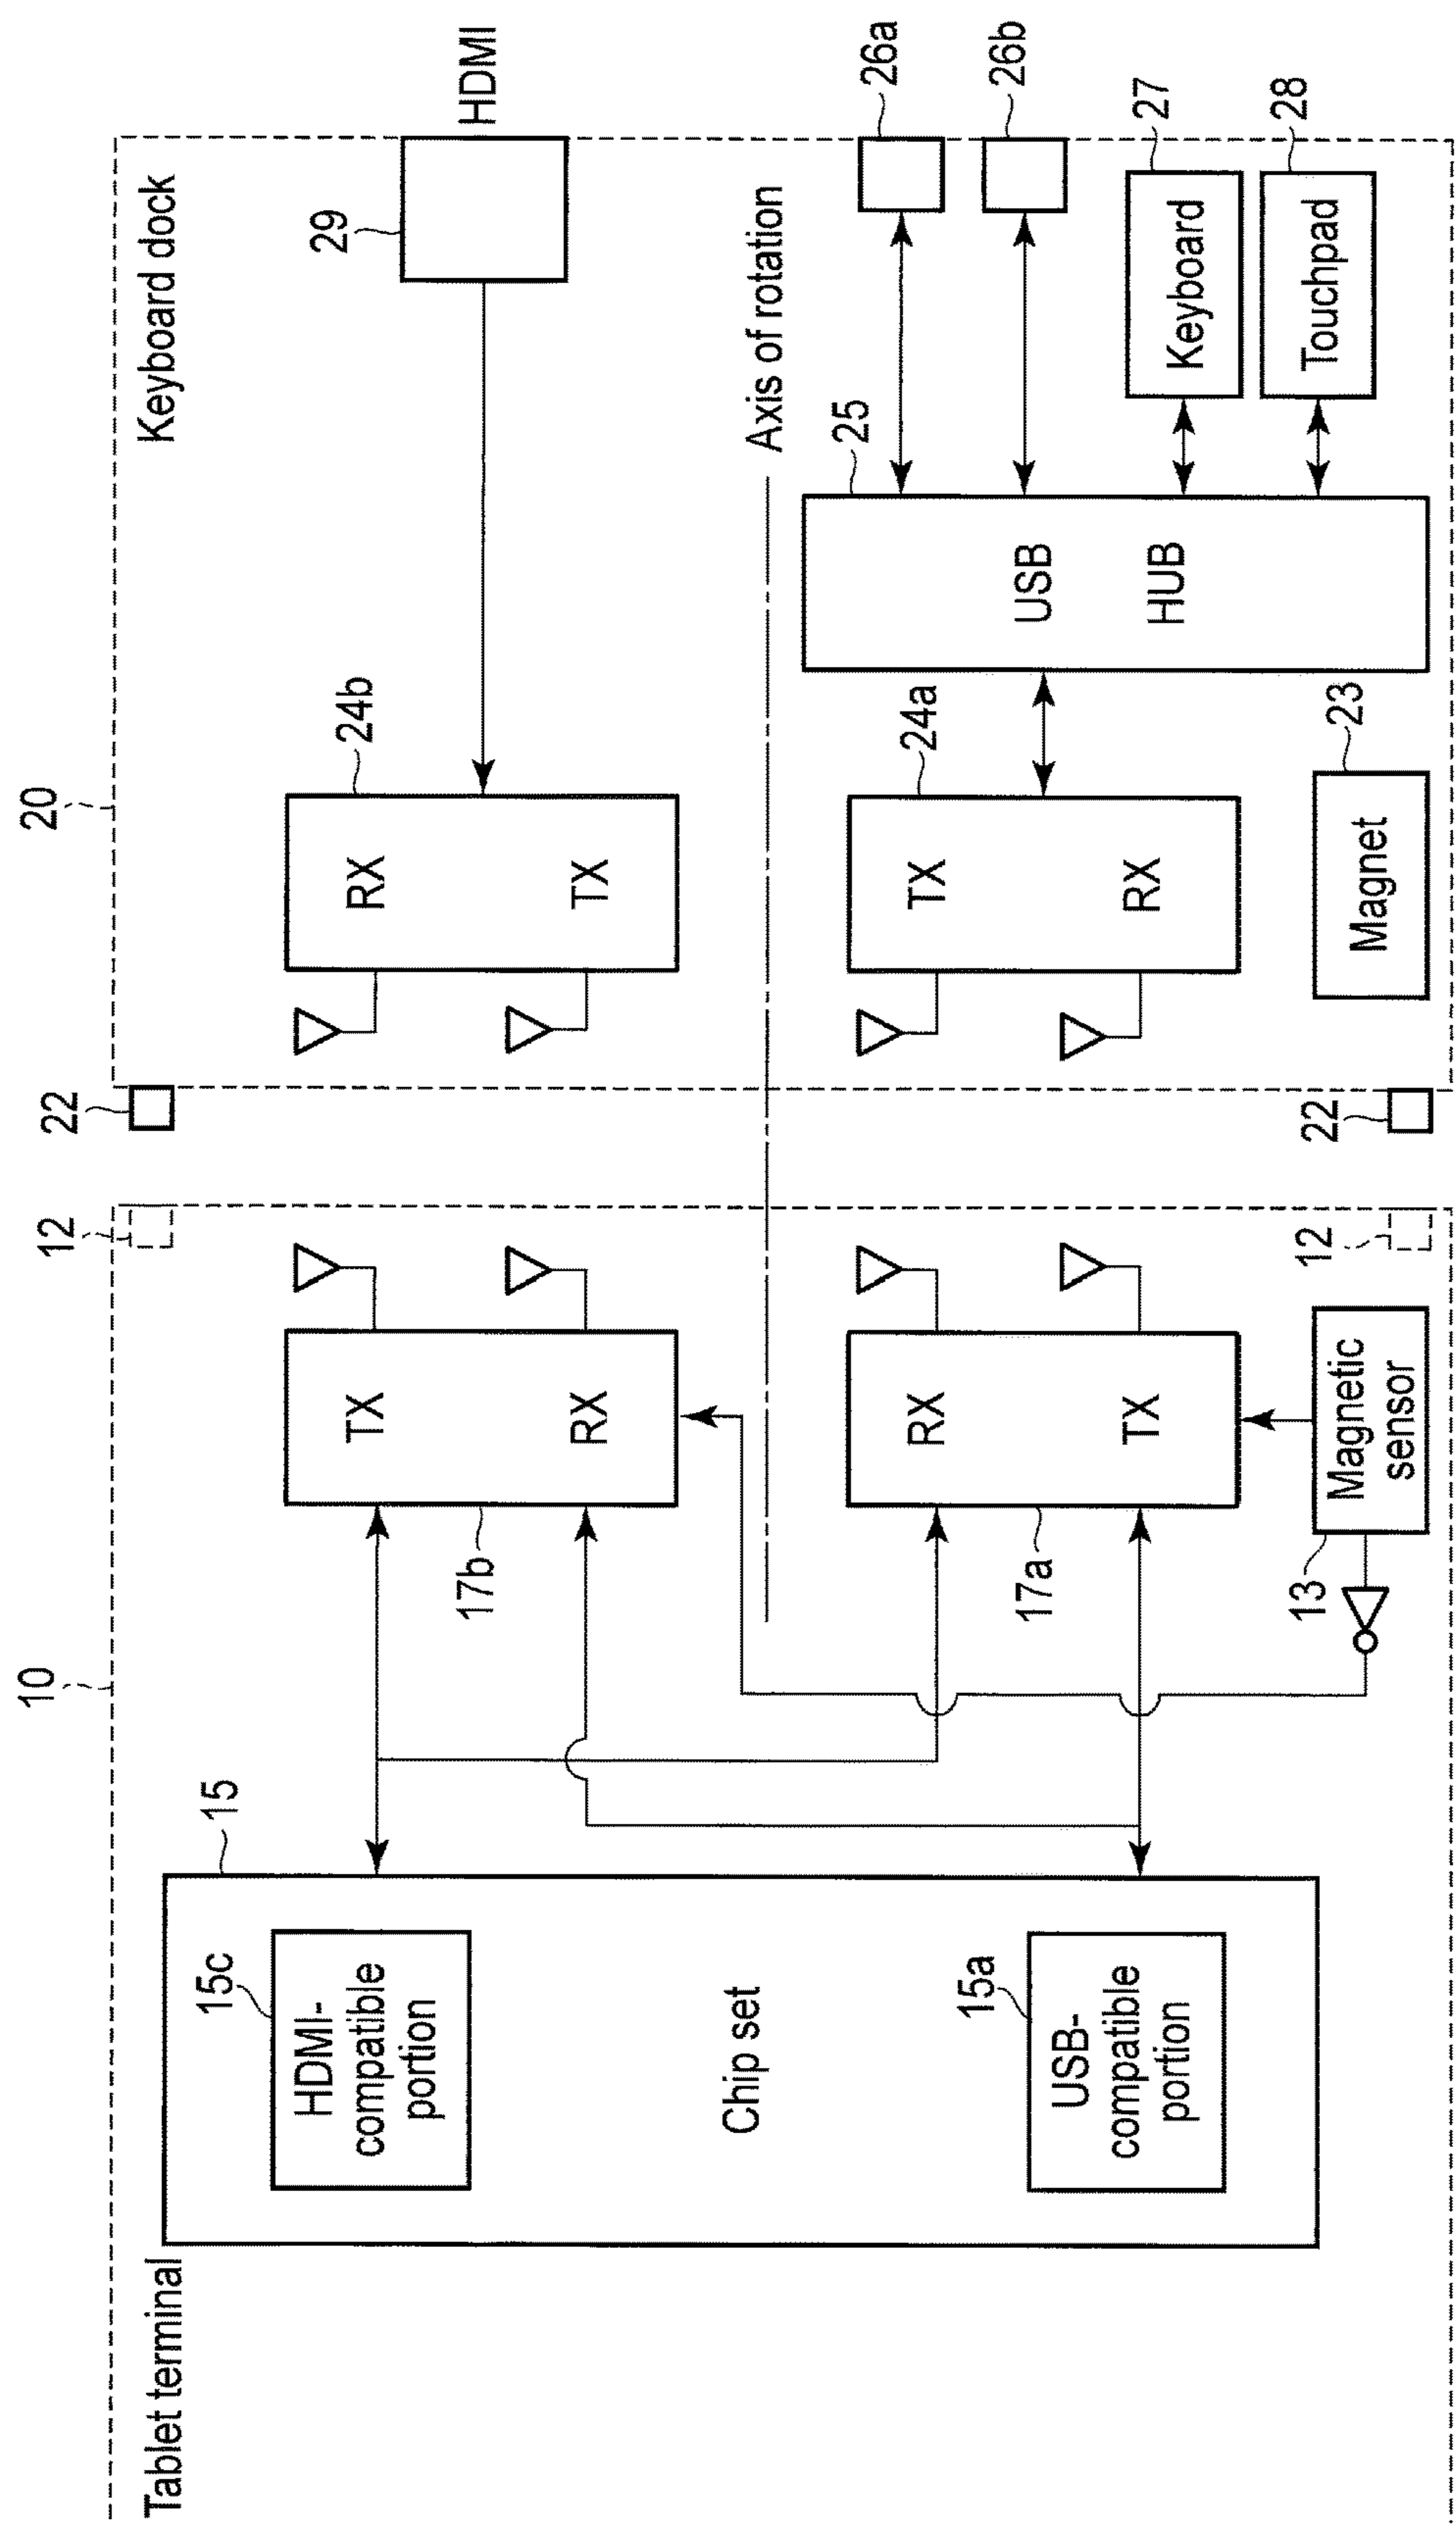 Tablet terminal
10
15
15c
HDMI-
compatible
portion
Chip set
15a
USB-
compatible
portion
17b
TX
RX
17a
RX
TX
13
Magnetic
sensor
12
12
22
22
20
Keyboard dock
24b
RX
TX
24a
TX
RX
23
Magnet
Axis of rotation
25
USB
HUB
29
HDMI
26a
26b
27
Keyboard
28
Touchpad